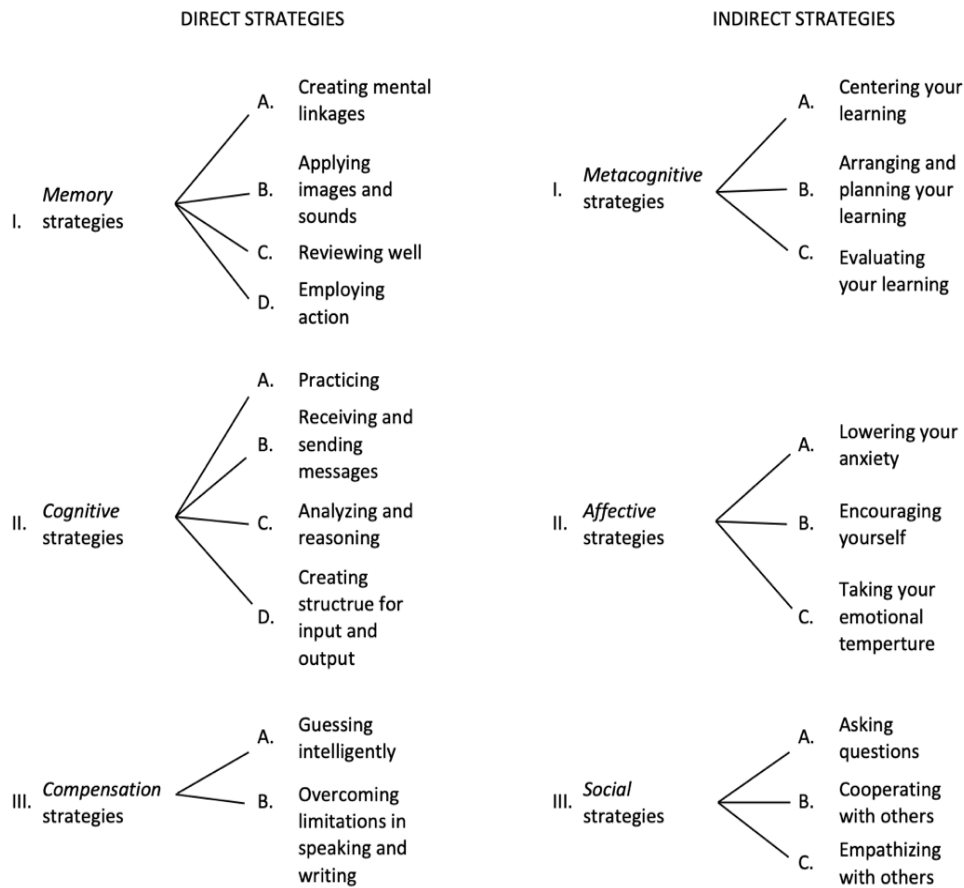 DIRECT STRATEGIES
A. Creating mental
linkages
B. Applying
images and
sounds
I. Memory
strategies
C. Reviewing well
D. Employing
action
A. Practicing
B. Receiving and
sending
messages
II. Cognitive
strategies
C. Analyzing and
reasoning
D. Creating
structrue for
input and
output
A. Guessing
intelligently
III. Compensation
strategies
B. Overcoming
limitations in
speaking and
writing
INDIRECT STRATEGIES
A. Centering your
learning
I. Metacognitive
strategies
B. Arranging and
planning your
learning
C. Evaluating
your learning
A. Lowering your
anxiety
II. Affective
strategies
B. Encouraging
yourself
C. Taking your
emotional
temperture
A. Asking
questions
III. Social
strategies
B. Cooperating
with others
C. Empathizing
with others